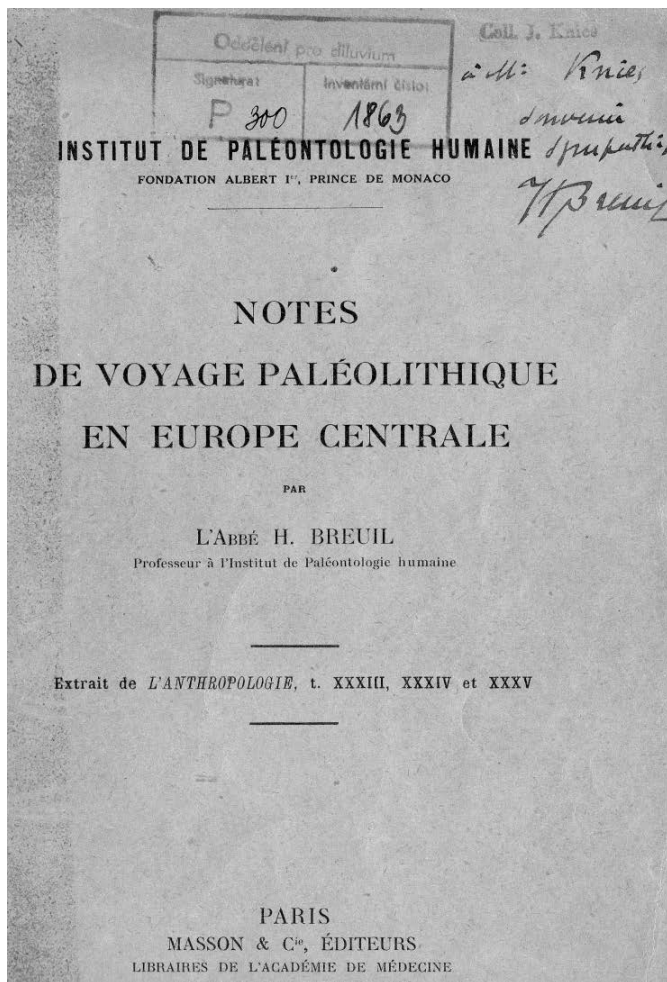 Coll. J. Knies
Oddělení pro diluvium
Signatura:
Inventární číslo:
P 300
1863
à Mr Knies
souvenir
INSTITUT DE PALÉONTOLOGIE HUMAINE
FONDATION ALBERT Ier, PRINCE DE MONACO
H Breuil
NOTES
DE VOYAGE PALÉOLITHIQUE
EN EUROPE CENTRALE
PAR
L'ABBÉ H. BREUIL
Professeur à l'Institut de Paléontologie humaine
Extrait de L'ANTHROPOLOGIE, t. XXXIII, XXXIV et XXXV
PARIS
MASSON & Cie, ÉDITEURS
LIBRAIRES DE L'ACADÉMIE DE MÉDECINE